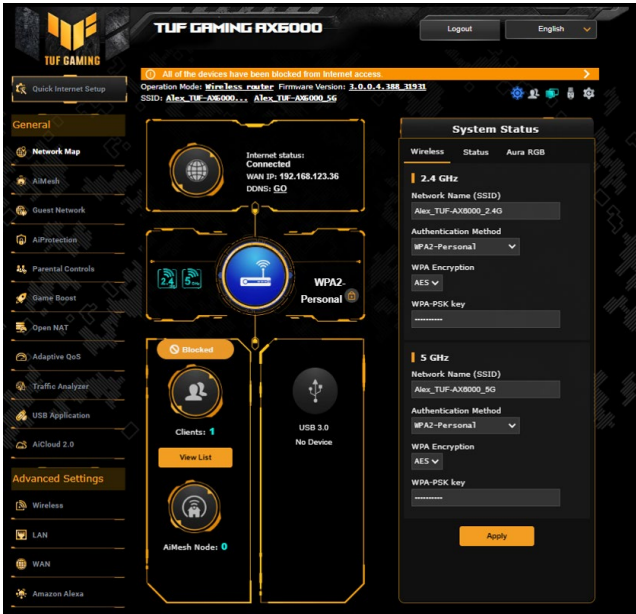 TUF GAMING
TUF GAMING AX6000
Logout
English
All of the devices have been blocked from Internet access.
Quick Internet Setup
Operation Mode: Wireless router Firmware Version: 3.0.0.4.388_31931
SSID: Alex_TUF-AX6000... Alex_TUF-AX6000_5G
General
Network Map
AiMesh
Guest Network
AiProtection
Parental Controls
Game Boost
Open NAT
Adaptive QoS
Traffic Analyzer
USB Application
AiCloud 2.0
Advanced Settings
Wireless
LAN
WAN
Amazon Alexa
Internet status:
Connected
WAN IP: 192.168.123.36
DDNS: GO
2.4
5
WPA2-
Personal
Blocked
Clients: 1
View List
AiMesh Node: 0
USB 3.0
No Device
System Status
Wireless Status Aura RGB
2.4 GHz
Network Name (SSID)
Alex_TUF-AX6000_2.4G
Authentication Method
WPA2-Personal
WPA Encryption
AES
WPA-PSK key
----------
5 GHz
Network Name (SSID)
Alex_TUF-AX6000_5G
Authentication Method
WPA2-Personal
WPA Encryption
AES
WPA-PSK key
----------
Apply